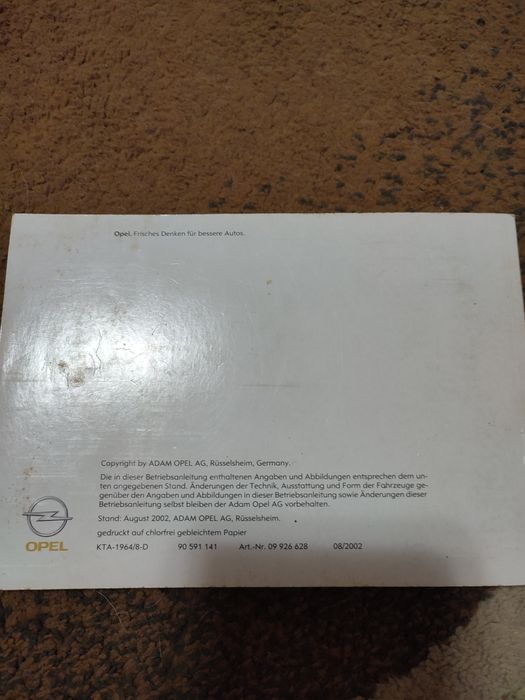 Opel. Frisches Denken für bessere Autos.
Copyright by ADAM OPEL AG, Rüsselsheim, Germany.
Die in dieser Betriebsanleitung enthaltenen Angaben und Abbildungen entsprechen dem un-
ten angegebenen Stand. Änderungen der Technik, Ausstattung und Form der Fahrzeuge ge-
genüber den Angaben und Abbildungen in dieser Betriebsanleitung sowie Änderungen dieser
Betriebsanleitung selbst bleiben der Adam Opel AG vorbehalten.
Stand: August 2002, ADAM OPEL AG, Rüsselsheim.
gedruckt auf chlorfrei gebleichtem Papier
OPEL
KTA-1964/8-D 90 591 141 Art.-Nr. 09 926 628 08/2002